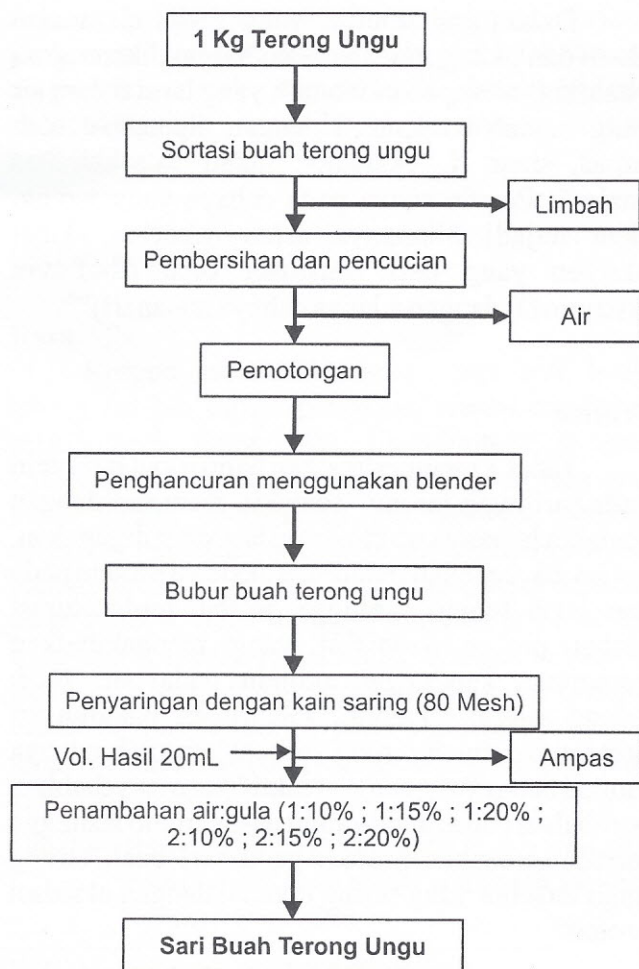 1 Kg Terong Ungu
Sortasi buah terong ungu
Limbah
Pembersihan dan pencucian
Air
Pemotongan
Penghancuran menggunakan blender
Bubur buah terong ungu
Penyaringan dengan kain saring (80 Mesh)
Vol. Hasil 20mL
Ampas
Penambahan air:gula (1:10% ; 1:15% ; 1:20% ;
2:10% ; 2:15% ; 2:20%)
Sari Buah Terong Ungu